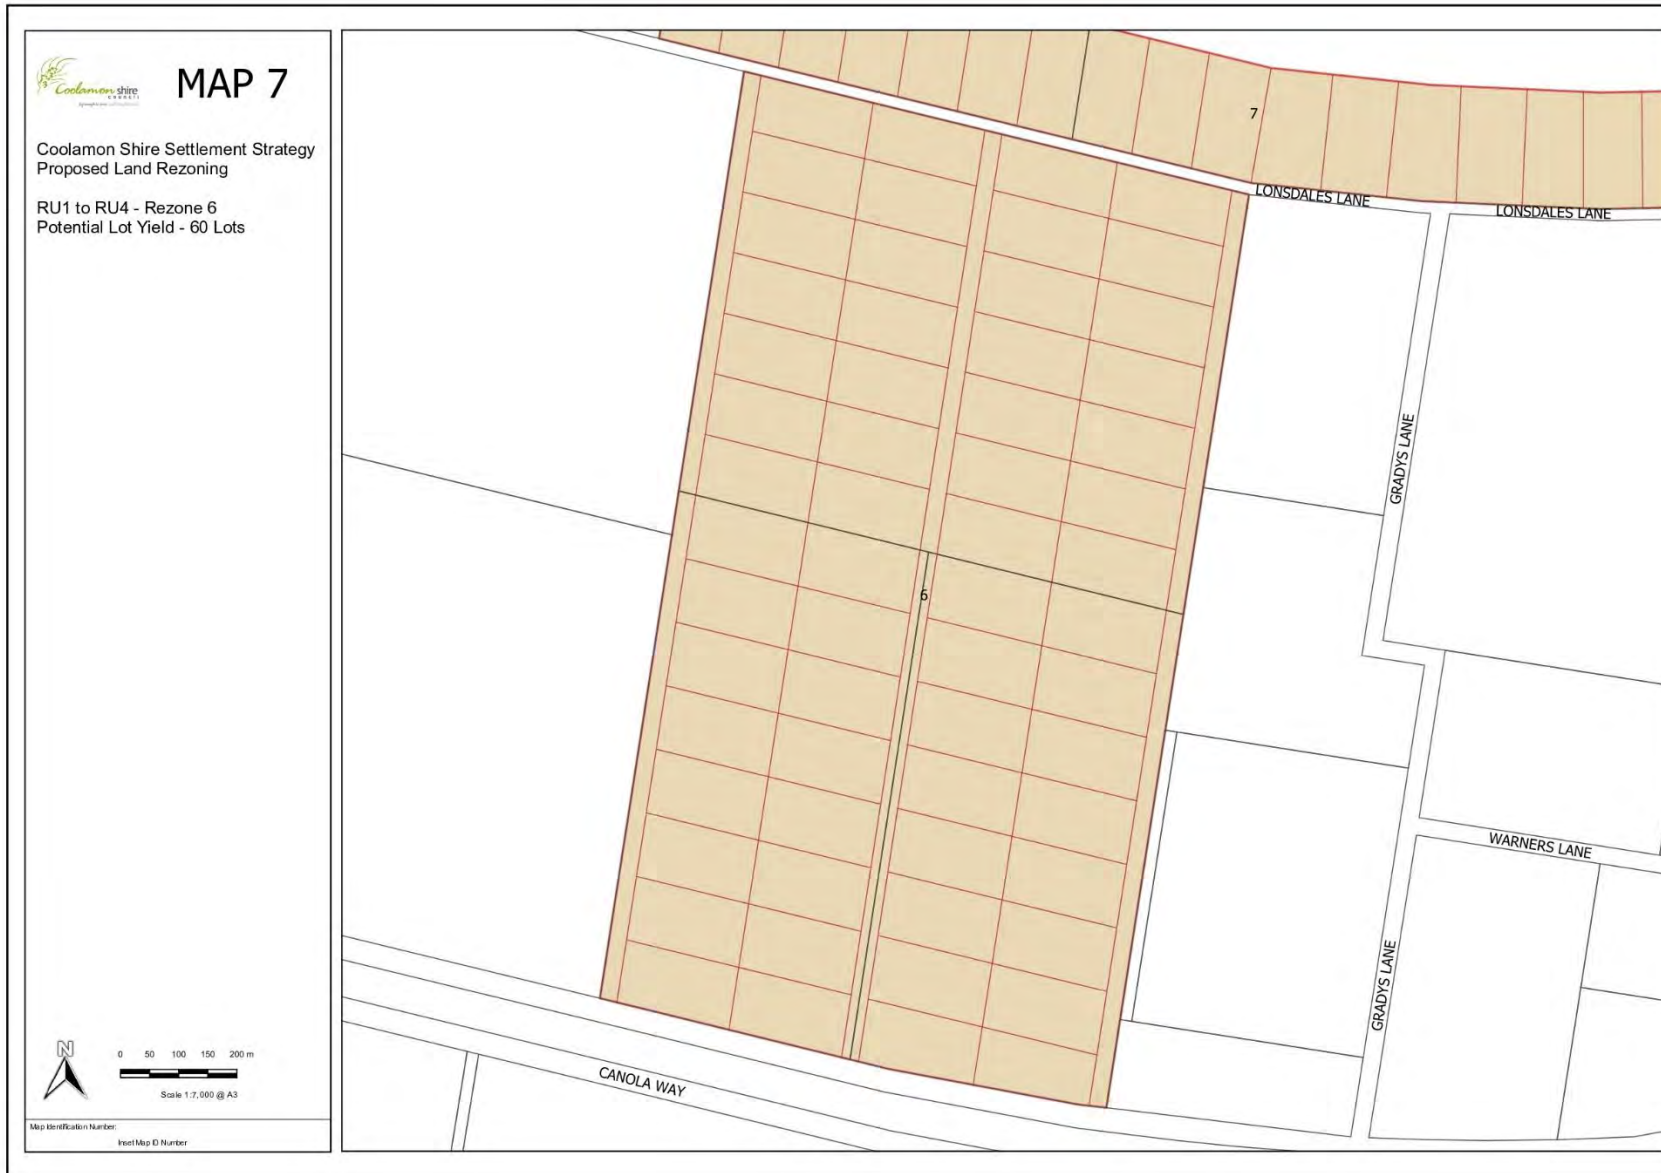 Coolamon shire
COUNCIL
MAP 7
Coolamon Shire Settlement Strategy
Proposed Land Rezoning
RU1 to RU4 - Rezone 6
Potential Lot Yield - 60 Lots
7
LONSDALES LANE
LONSDALES LANE
GRADYS LANE
6
WARNERS LANE
GRADYS LANE
CANOLA WAY
N
0 50 100 150 200 m
Scale 1:7,000 @ A3
Map Identification Number:
Inset Map ID Number